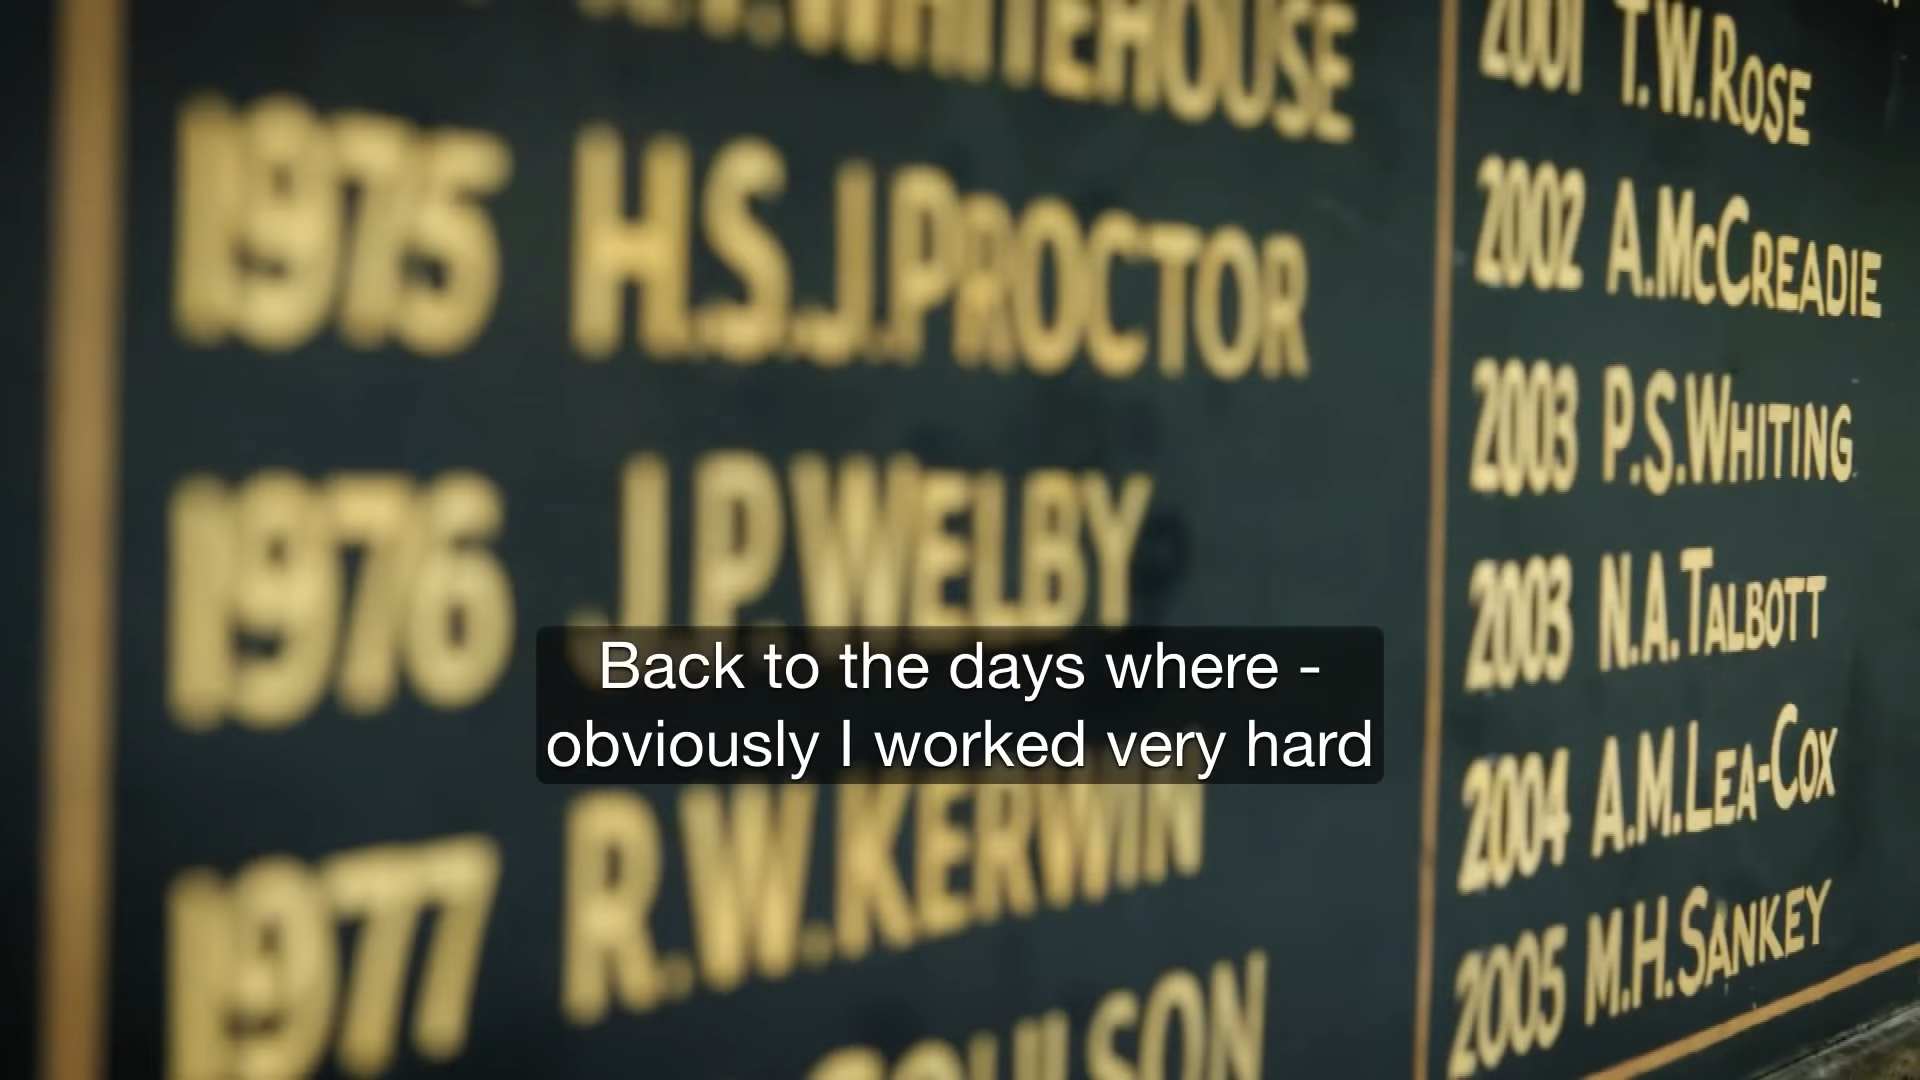 WHITEHOUSE
1975 H.S.J.PROCTOR
1976 J.P.WELBY
1977 R.W.KERWIN
COULSON
2001 T.W.ROSE
2002 A.McCREADIE
2003 P.S.WHITING
2003 N.A.TALBOTT
2004 A.M.LEA-COX
2005 M.H.SANKEY
Back to the days where -
obviously I worked very hard